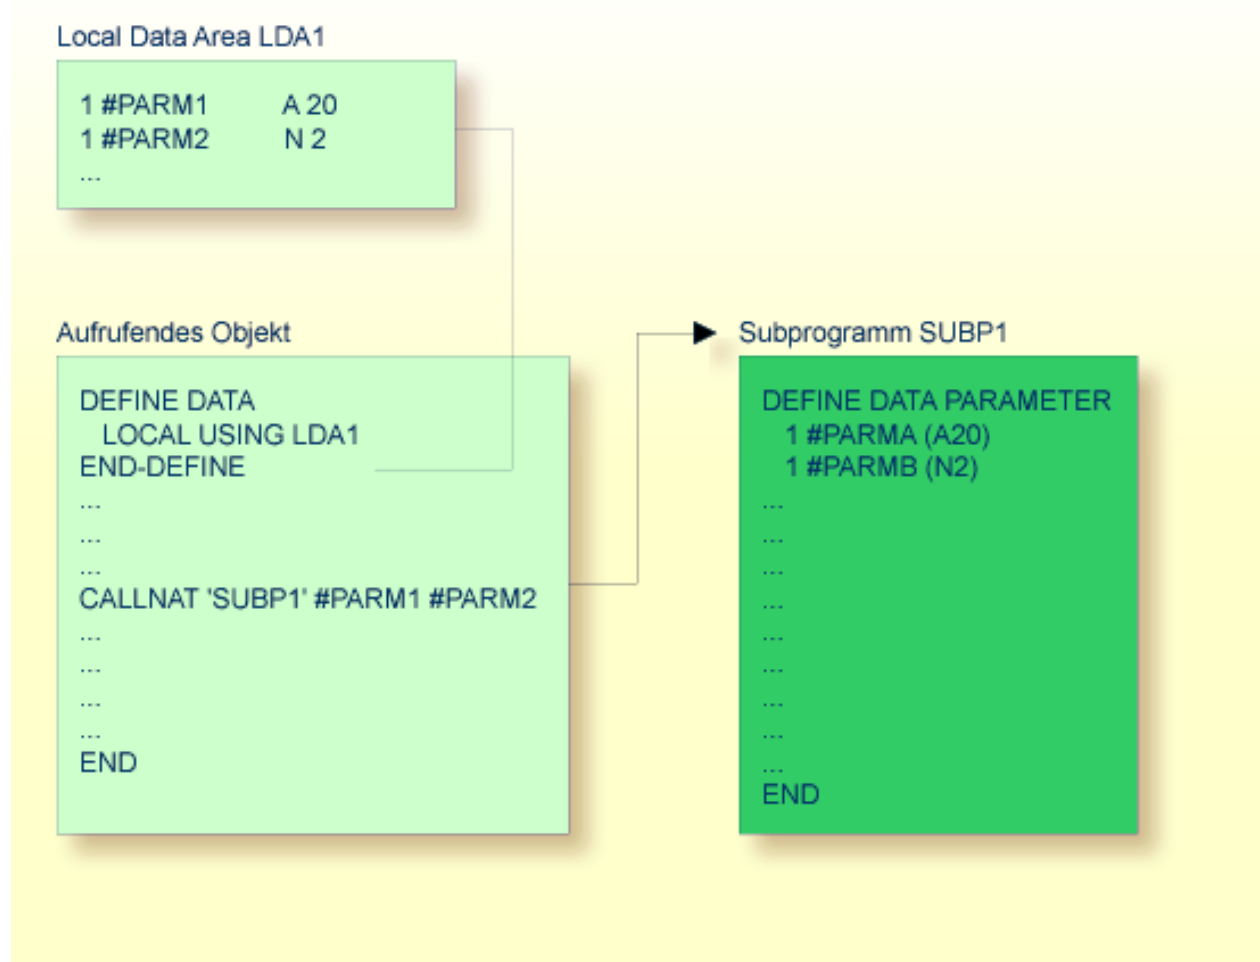 Local Data Area LDA1
1 #PARM1 A 20
1 #PARM2 N 2
...
Aufrufendes Objekt
DEFINE DATA
LOCAL USING LDA1
END-DEFINE
...
...
...
CALLNAT 'SUBP1' #PARM1 #PARM2
...
...
...
...
END
Subprogramm SUBP1
DEFINE DATA PARAMETER
1 #PARMA (A20)
1 #PARMB (N2)
...
...
...
...
...
...
...
...
...
END